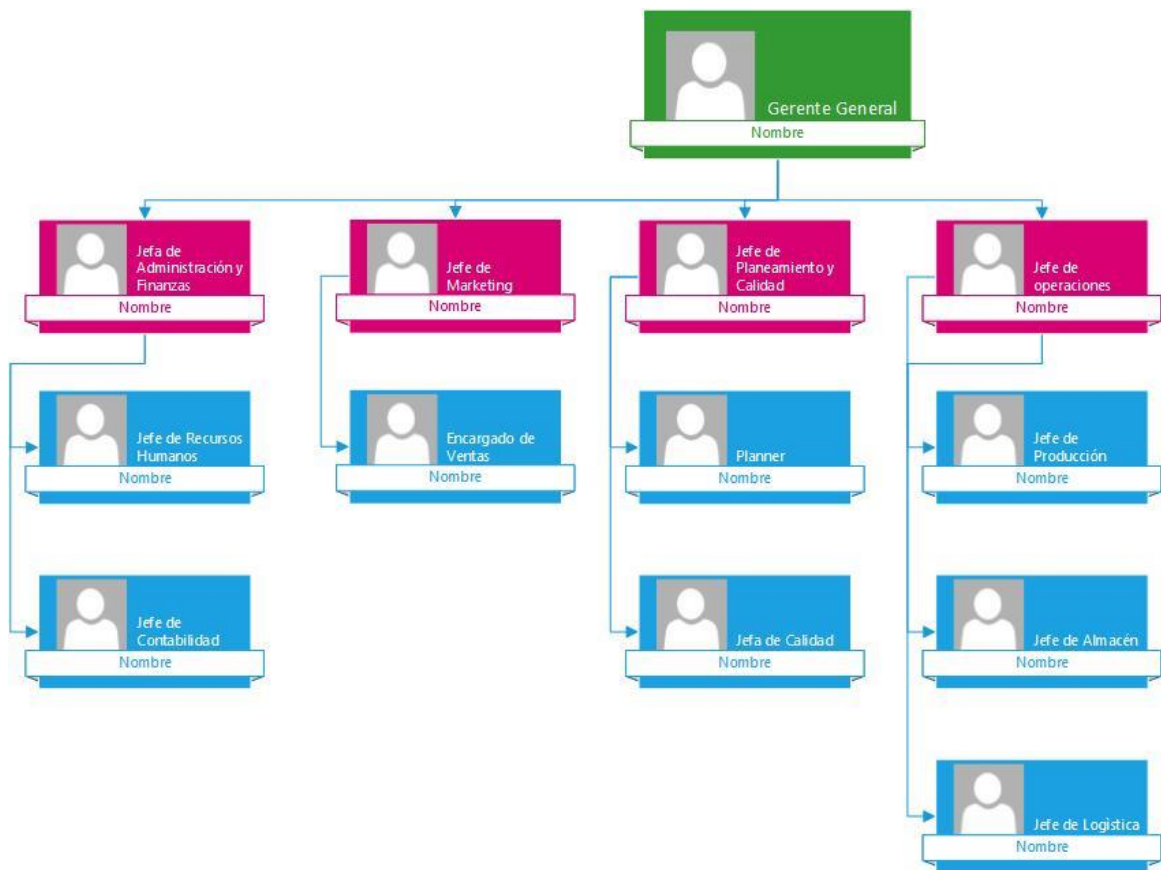 Gerente General
Nombre
Jefa de
Administración y
Finanzas
Nombre
Jefe de
Marketing
Nombre
Jefe de
Planeamiento y
Calidad
Nombre
Jefe de
operaciones
Nombre
Jefe de Recursos
Humanos
Nombre
Encargado de
Ventas
Nombre
Planner
Nombre
Jefe de
Producción
Nombre
Jefe de
Contabilidad
Nombre
Jefa de Calidad
Nombre
Jefe de Almacén
Nombre
Jefe de Logìstica
Nombre